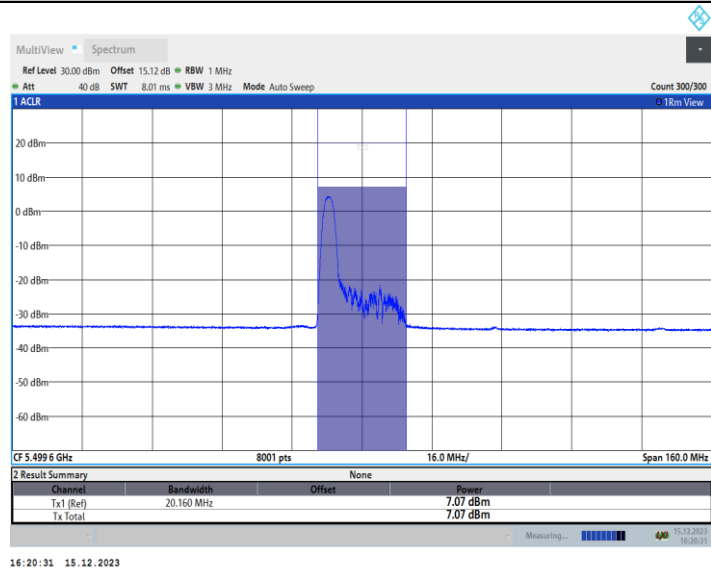 MultiView Spectrum
Ref Level 30.00 dBm Offset 15.12 dB RBW 1 MHz
Att 40 dB SWT 8.01 ms VBW 3 MHz Mode Auto Sweep Count 300/300
1 ACLR 1Rm View
20 dBm
10 dBm
0 dBm
-10 dBm
-20 dBm
-30 dBm
-40 dBm
-50 dBm
-60 dBm
CF 5.499 6 GHz 8001 pts 16.0 MHz/ Span 160.0 MHz
2 Result Summary None
Channel Bandwidth Offset Power
Tx1 (Ref) 20.160 MHz 7.07 dBm
Tx Total 7.07 dBm
Measuring... 15.12.2023
16:20:31
16:20:31 15.12.2023